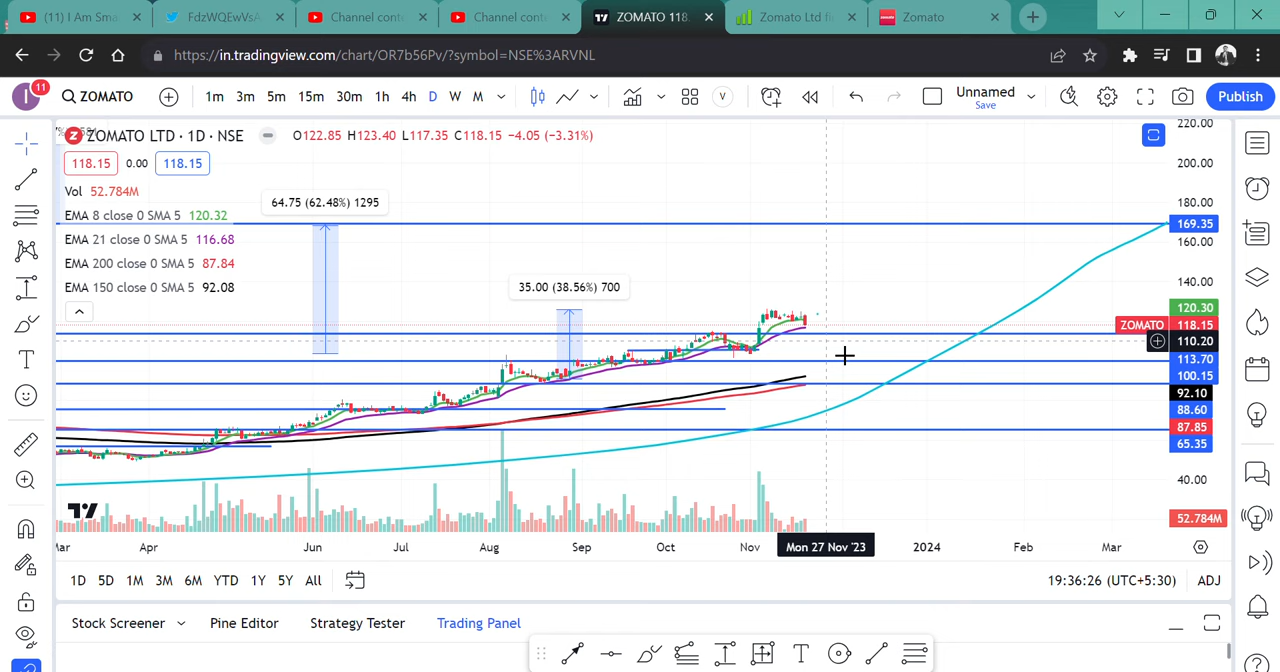 (1) I Am Sma
FdzWQEwVsA
Channel cont
Channel cont
ZOMATO 118.
Zomato Ltd fi
Zomato
https://in.tradingview.com/chart/OR7b56Pv/?symbol=NSE%3ARVNL
I 11 ZOMATO 1m 3m 5m 15m 30m 1h 4h D W M V Unnamed Save Publish
Z ZOMATO LTD · 1D · NSE O122.85 H123.40 L117.35 C118.15 −4.05 (−3.31%)
118.15 0.00 118.15
Vol 52.784M
EMA 8 close 0 SMA 5 120.32
EMA 21 close 0 SMA 5 116.68
EMA 200 close 0 SMA 5 87.84
EMA 150 close 0 SMA 5 92.08
64.75 (62.48%) 1295
35.00 (38.56%) 700
220.00
200.00
180.00
169.35
160.00
140.00
120.30
ZOMATO 118.15
110.20
113.70
100.15
92.10
88.60
87.85
65.35
40.00
52.784M
Mar Apr Jun Jul Aug Sep Oct Nov Mon 27 Nov '23 2024 Feb Mar
1D 5D 1M 3M 6M YTD 1Y 5Y All 19:36:26 (UTC+5:30) ADJ
Stock Screener Pine Editor Strategy Tester Trading Panel